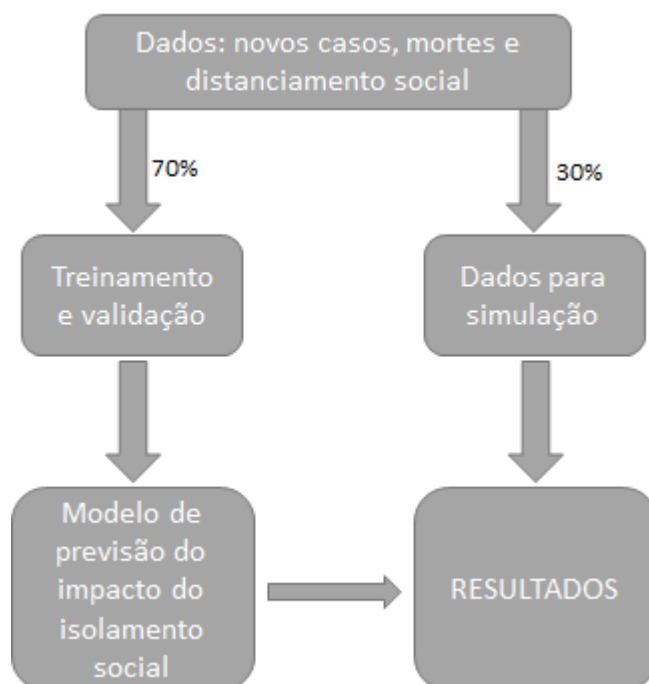 Dados: novos casos, mortes e
distanciamento social
70%
30%
Treinamento
e validação
Dados para
simulação
Modelo de
previsão do
impacto do
isolamento
social
RESULTADOS